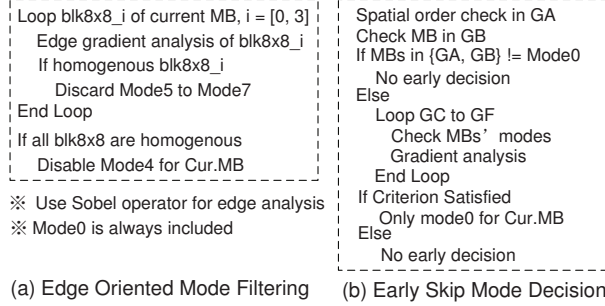 Loop blk8x8_i of current MB, i = [0, 3]
Edge gradient analysis of blk8x8_i
If homogenous blk8x8_i
Discard Mode5 to Mode7
End Loop
If all blk8x8 are homogenous
Disable Mode4 for Cur.MB
※ Use Sobel operator for edge analysis
※ Mode0 is always included
(a) Edge Oriented Mode Filtering
Spatial order check in GA
Check MB in GB
If MBs in {GA, GB} != Mode0
No early decision
Else
Loop GC to GF
Check MBs’ modes
Gradient analysis
End Loop
If Criterion Satisfied
Only mode0 for Cur.MB
Else
No early decision
(b) Early Skip Mode Decision